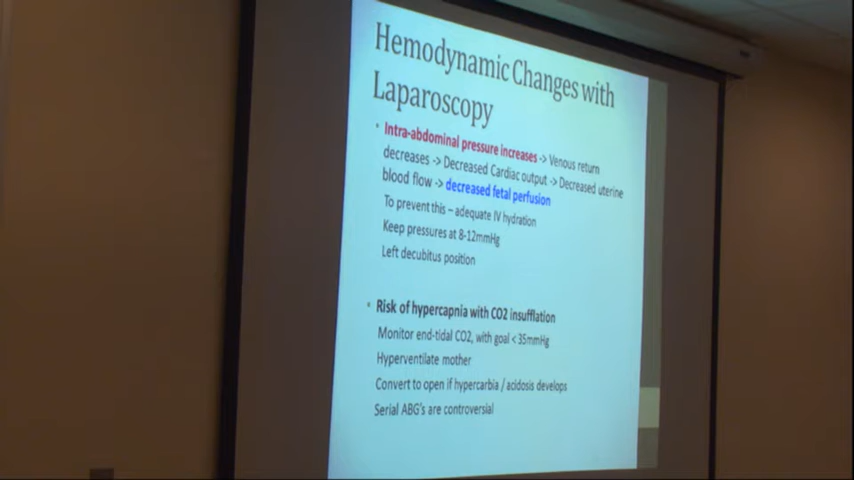 Hemodynamic Changes with
Laparoscopy
• Intra-abdominal pressure increases -> Venous return
decreases -> Decreased Cardiac output -> Decreased uterine
blood flow -> decreased fetal perfusion
To prevent this – adequate IV hydration
Keep pressures at 8-12mmHg
Left decubitus position
• Risk of hypercapnia with CO2 insufflation
Monitor end-tidal CO2, with goal < 35mmHg
Hyperventilate mother
Convert to open if hypercarbia / acidosis develops
Serial ABG's are controversial